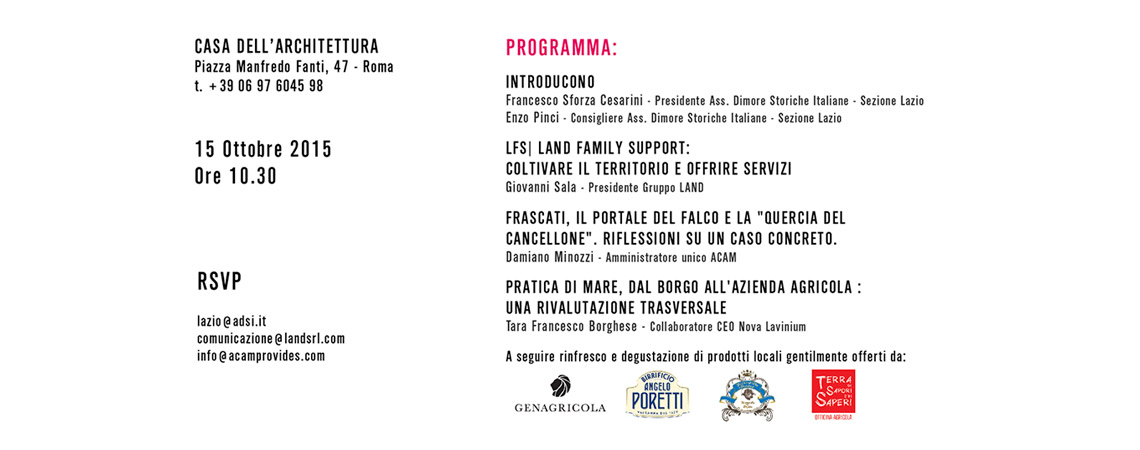 CASA DELL'ARCHITETTURA
Piazza Manfredo Fanti, 47 - Roma
t. +39 06 97 6045 98
15 Ottobre 2015
Ore 10.30
RSVP
lazio@adsi.it
comunicazione@landsrl.com
info@acamprovides.com
PROGRAMMA:
INTRODUCONO
Francesco Sforza Cesarini - Presidente Ass. Dimore Storiche Italiane - Sezione Lazio
Enzo Pinci - Consigliere Ass. Dimore Storiche Italiane - Sezione Lazio
LFS| LAND FAMILY SUPPORT:
COLTIVARE IL TERRITORIO E OFFRIRE SERVIZI
Giovanni Sala - Presidente Gruppo LAND
FRASCATI, IL PORTALE DEL FALCO E LA "QUERCIA DEL
CANCELLONE". RIFLESSIONI SU UN CASO CONCRETO.
Damiano Minozzi - Amministratore unico ACAM
PRATICA DI MARE, DAL BORGO ALL'AZIENDA AGRICOLA :
UNA RIVALUTAZIONE TRASVERSALE
Tara Francesco Borghese - Collaboratore CEO Nova Lavinium
A seguire rinfresco e degustazione di prodotti locali gentilmente offerti da:
GENAGRICOLA
BIRRIFICIO
ANGELO
PORETTI
TERRA
SAPORI
SAPERI
OFFICINA AGRICOLA